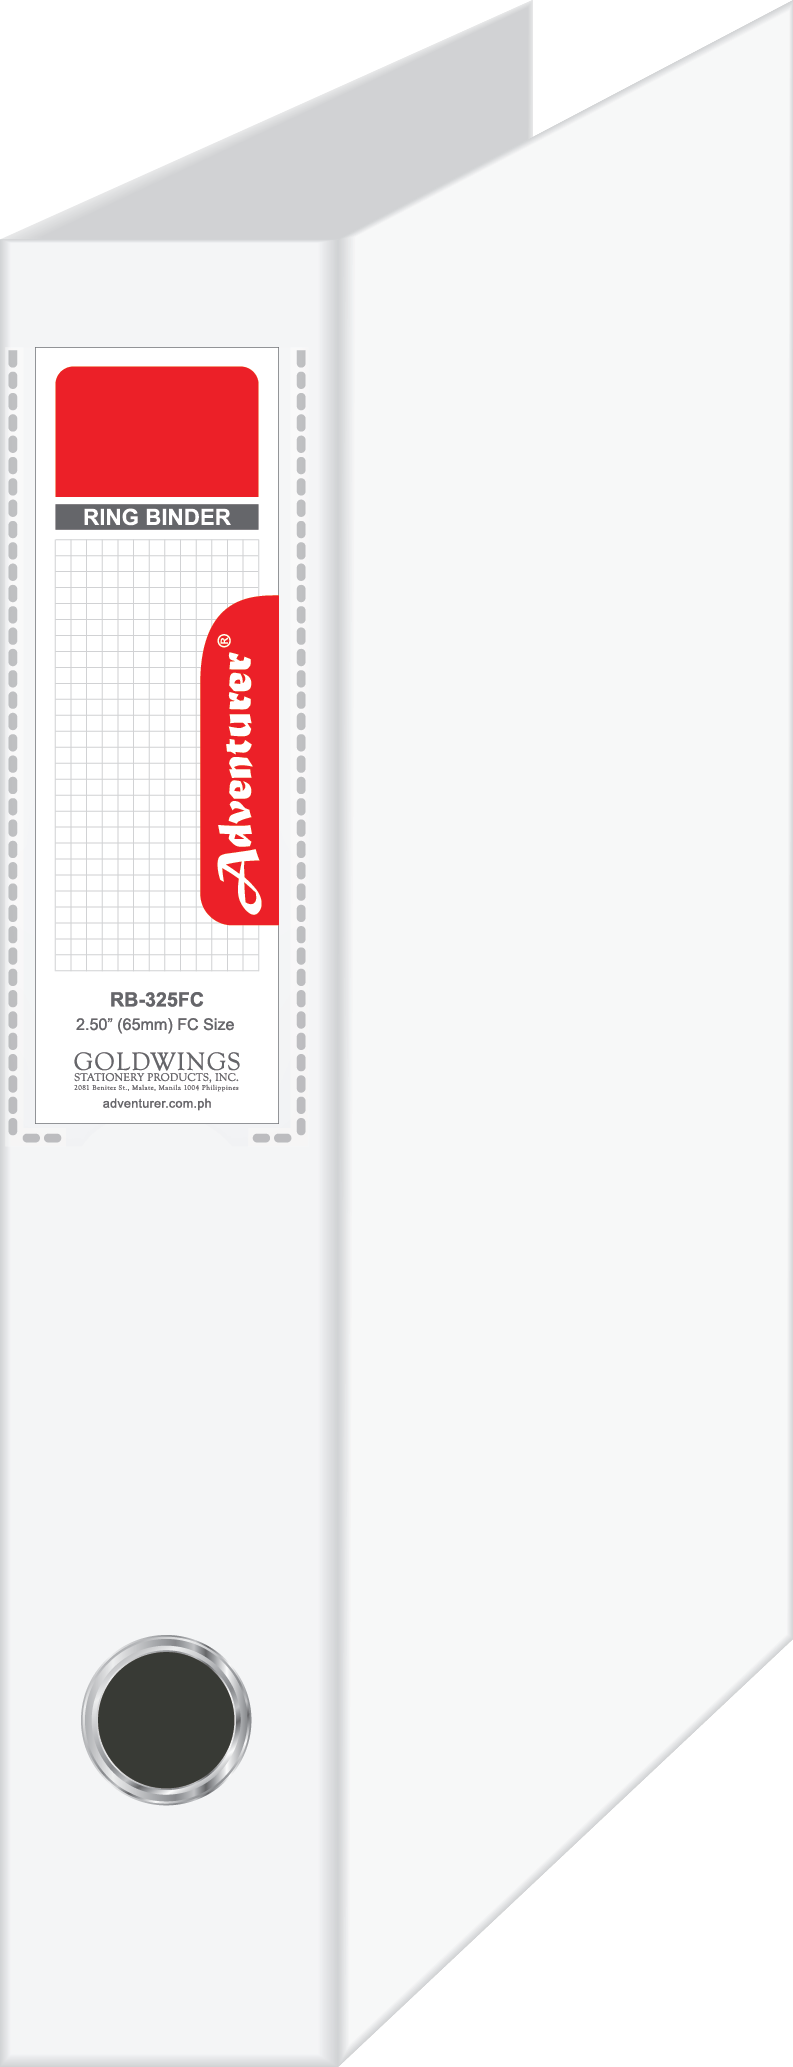 RING BINDER
Adventurer®
RB-325FC
2.50” (65mm) FC Size
GOLDWINGS
STATIONERY PRODUCTS, INC.
2081 Benitez St., Malate, Manila 1004 Philippines
adventurer.com.ph